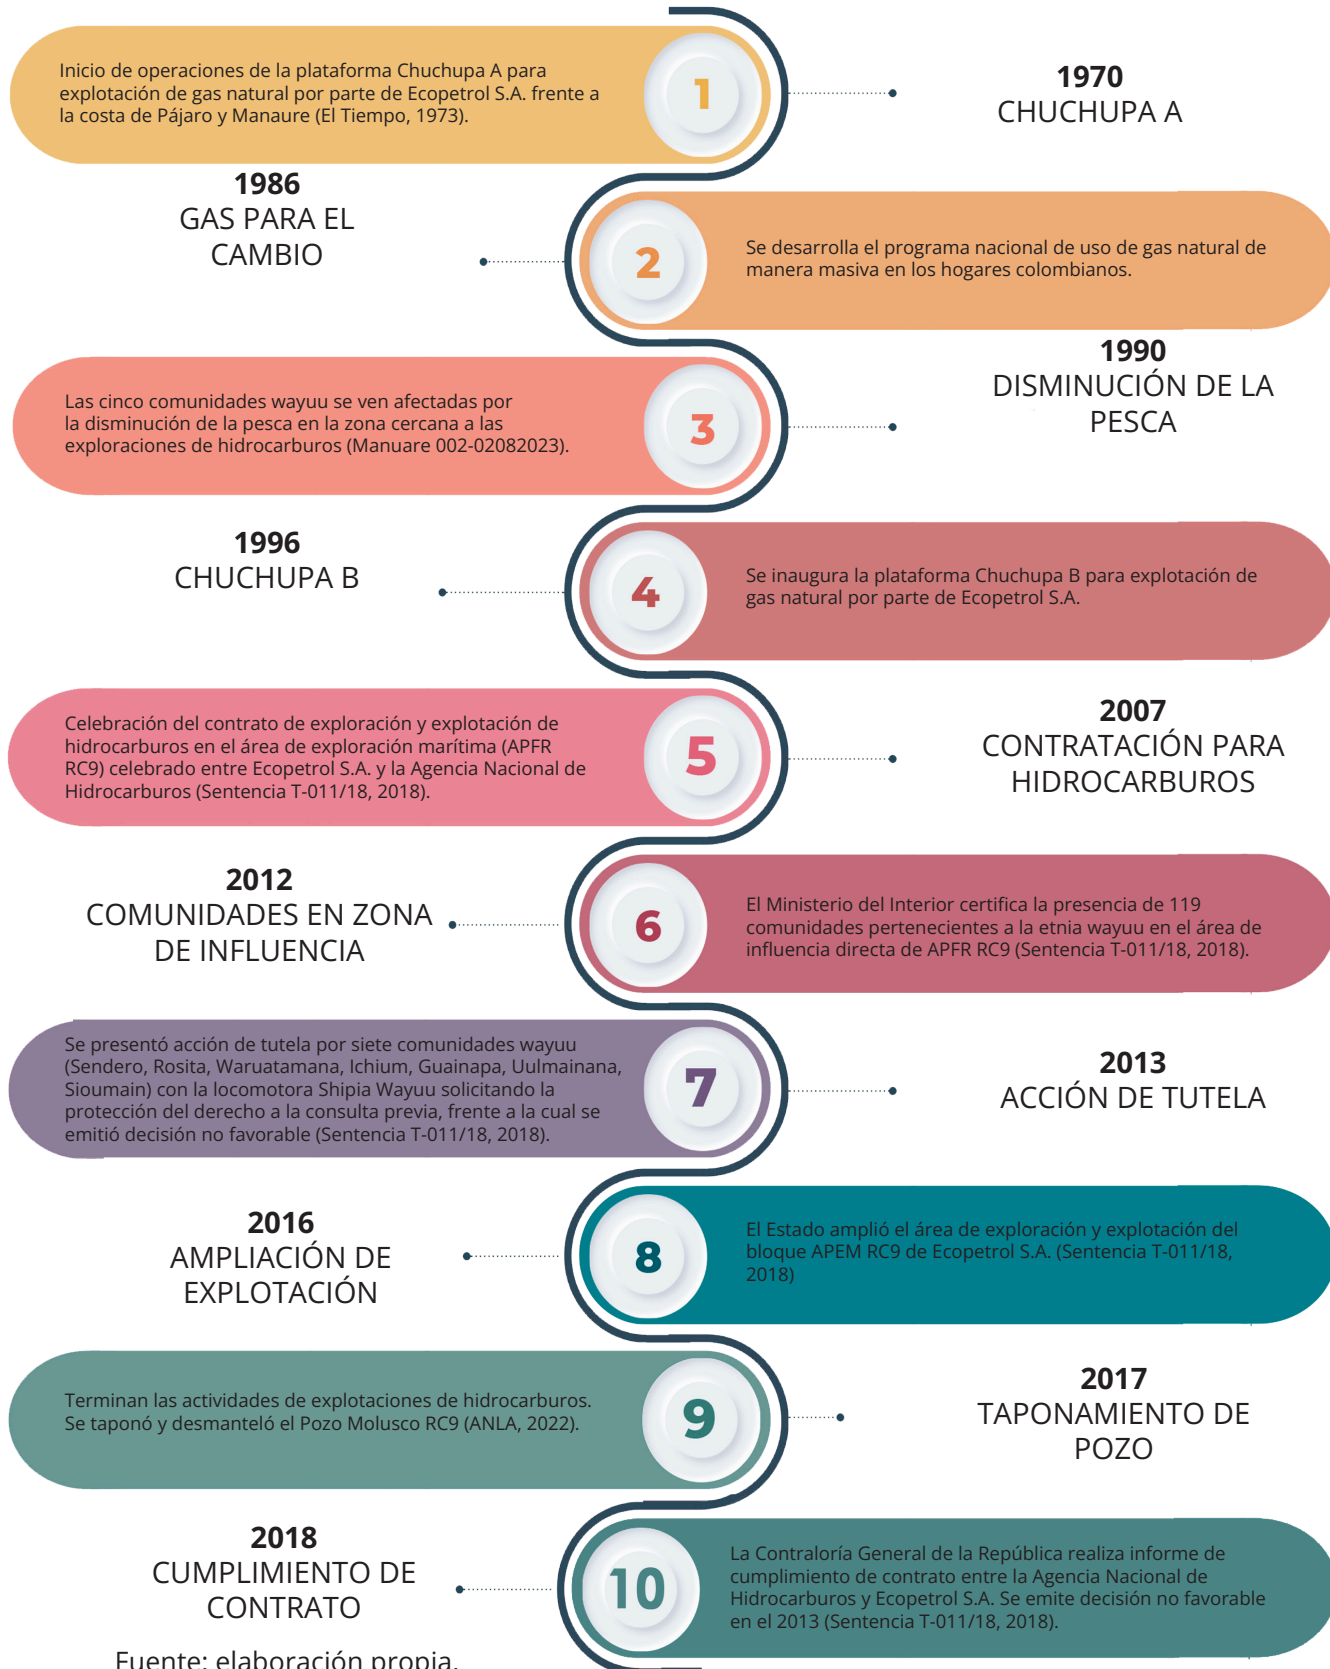 Inicio de operaciones de la plataforma Chuchupa A para
explotación de gas natural por parte de Ecopetrol S.A. frente a
la costa de Pájaro y Manaure (El Tiempo, 1973).
1
1970
CHUCHUPA A
1986
GAS PARA EL
CAMBIO
2
Se desarrolla el programa nacional de uso de gas natural de
manera masiva en los hogares colombianos.
1990
DISMINUCIÓN DE LA
PESCA
Las cinco comunidades wayuu se ven afectadas por
la disminución de la pesca en la zona cercana a las
exploraciones de hidrocarburos (Manuare 002-02082023).
3
1996
CHUCHUPA B
4
Se inaugura la plataforma Chuchupa B para explotación de
gas natural por parte de Ecopetrol S.A.
Celebración del contrato de exploración y explotación de
hidrocarburos en el área de exploración marítima (APFR
RC9) celebrado entre Ecopetrol S.A. y la Agencia Nacional de
Hidrocarburos (Sentencia T-011/18, 2018).
5
2007
CONTRATACIÓN PARA
HIDROCARBUROS
2012
COMUNIDADES EN ZONA
DE INFLUENCIA
6
El Ministerio del Interior certifica la presencia de 119
comunidades pertenecientes a la etnia wayuu en el área de
influencia directa de APFR RC9 (Sentencia T-011/18, 2018).
Se presentó acción de tutela por siete comunidades wayuu
(Sendero, Rosita, Waruatamana, Ichium, Guainapa, Uulmainana,
Sioumain) con la locomotora Shipia Wayuu solicitando la
protección del derecho a la consulta previa, frente a la cual se
emitió decisión no favorable (Sentencia T-011/18, 2018).
7
2013
ACCIÓN DE TUTELA
2016
AMPLIACIÓN DE
EXPLOTACIÓN
8
El Estado amplió el área de exploración y explotación del
bloque APEM RC9 de Ecopetrol S.A. (Sentencia T-011/18,
2018)
Terminan las actividades de explotaciones de hidrocarburos.
Se taponó y desmanteló el Pozo Molusco RC9 (ANLA, 2022).
9
2017
TAPONAMIENTO DE
POZO
2018
CUMPLIMIENTO DE
CONTRATO
10
La Contraloría General de la República realiza informe de
cumplimiento de contrato entre la Agencia Nacional de
Hidrocarburos y Ecopetrol S.A. Se emite decisión no favorable
en el 2013 (Sentencia T-011/18, 2018).
Fuente: elaboración propia.